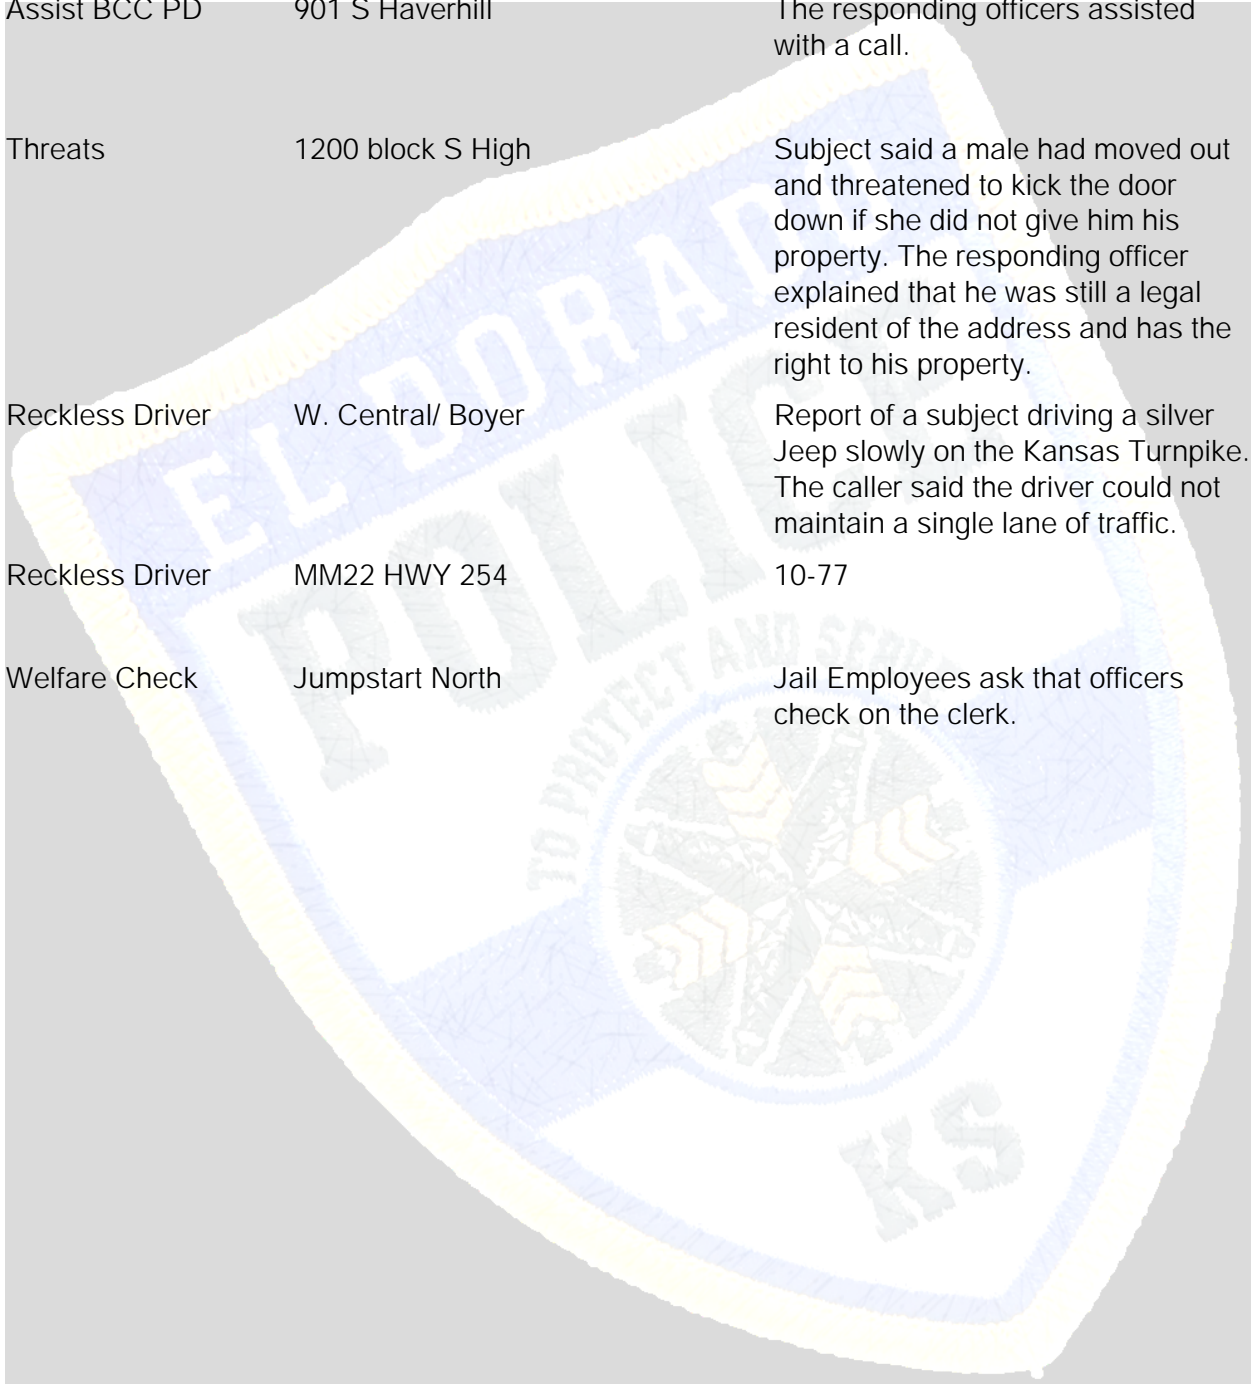 Assist BCC PD 901 S Haverhill The responding officers assisted
with a call.
Threats 1200 block S High Subject said a male had moved out
and threatened to kick the door
down if she did not give him his
property. The responding officer
explained that he was still a legal
resident of the address and has the
right to his property.
Reckless Driver W. Central/ Boyer Report of a subject driving a silver
Jeep slowly on the Kansas Turnpike.
The caller said the driver could not
maintain a single lane of traffic.
Reckless Driver MM22 HWY 254 10-77
Welfare Check Jumpstart North Jail Employees ask that officers
check on the clerk.
EL DORADO
POLICE
TO PROTECT AND SERVE
KS